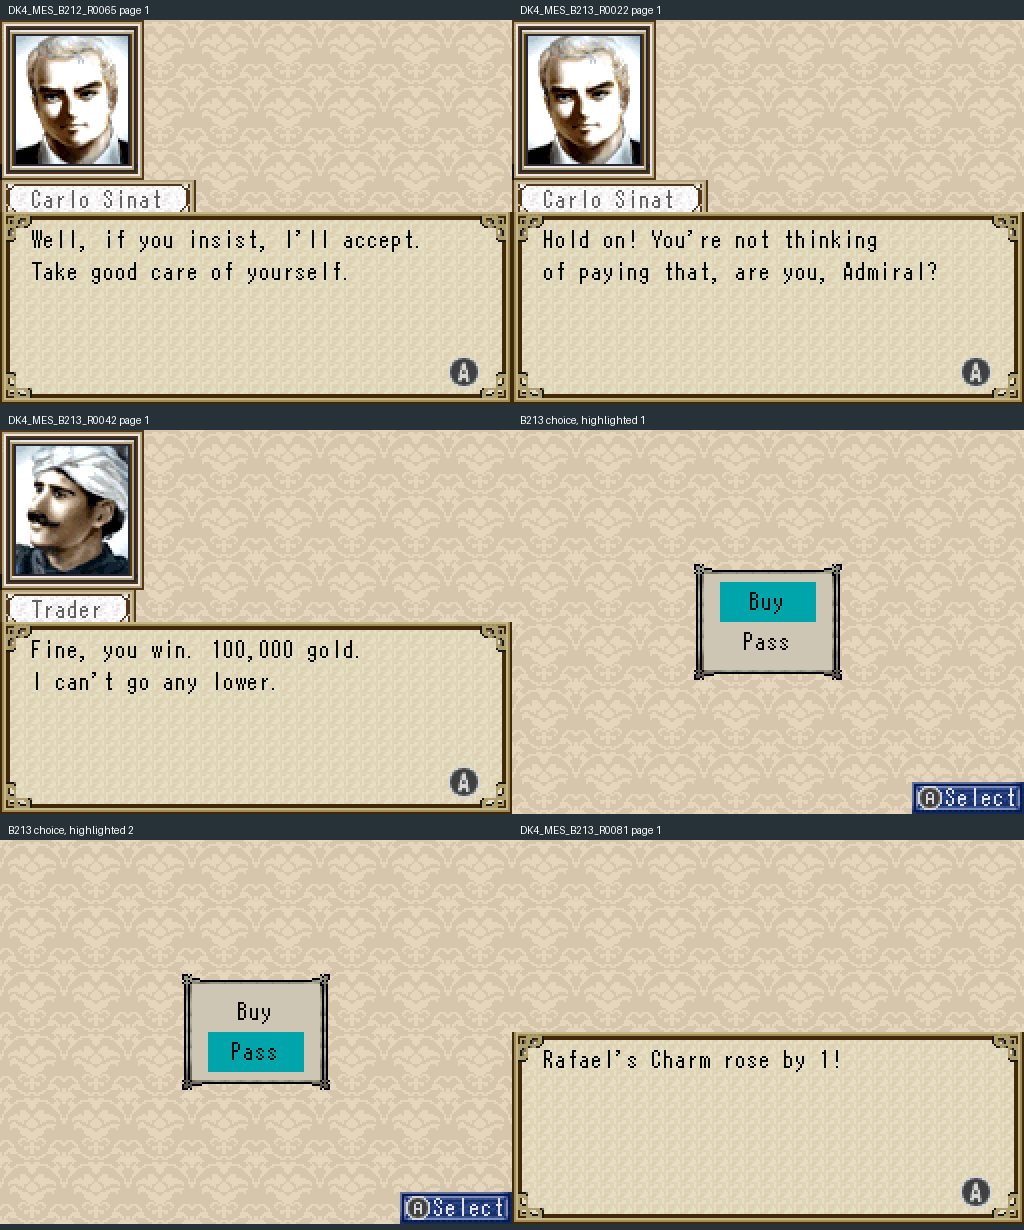 DK4_MES_B212_R0065 page 1
Carlo Sinat
Well, if you insist, I'll accept.
Take good care of yourself.
A
DK4_MES_B213_R0022 page 1
Carlo Sinat
Hold on! You're not thinking
of paying that, are you, Admiral?
A
DK4_MES_B213_R0042 page 1
Trader
Fine, you win. 100,000 gold.
I can't go any lower.
A
B213 choice, highlighted 1
Buy
Pass
A Select
B213 choice, highlighted 2
Buy
Pass
A Select
DK4_MES_B213_R0081 page 1
Rafael's Charm rose by 1!
A